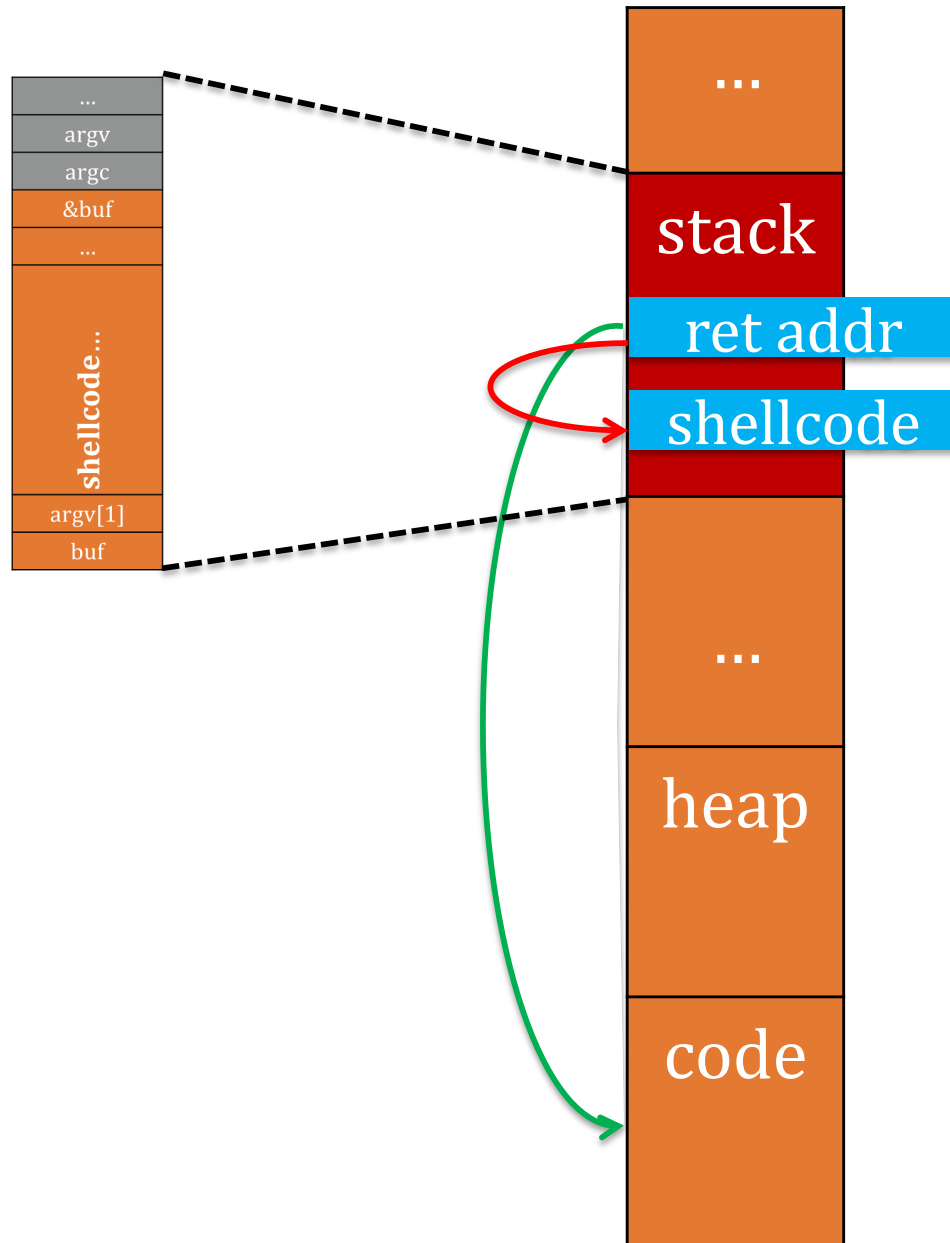 ...
argv
argc
&buf
...
shellcode...
argv[1]
buf
...
stack
ret addr
shellcode
...
heap
code